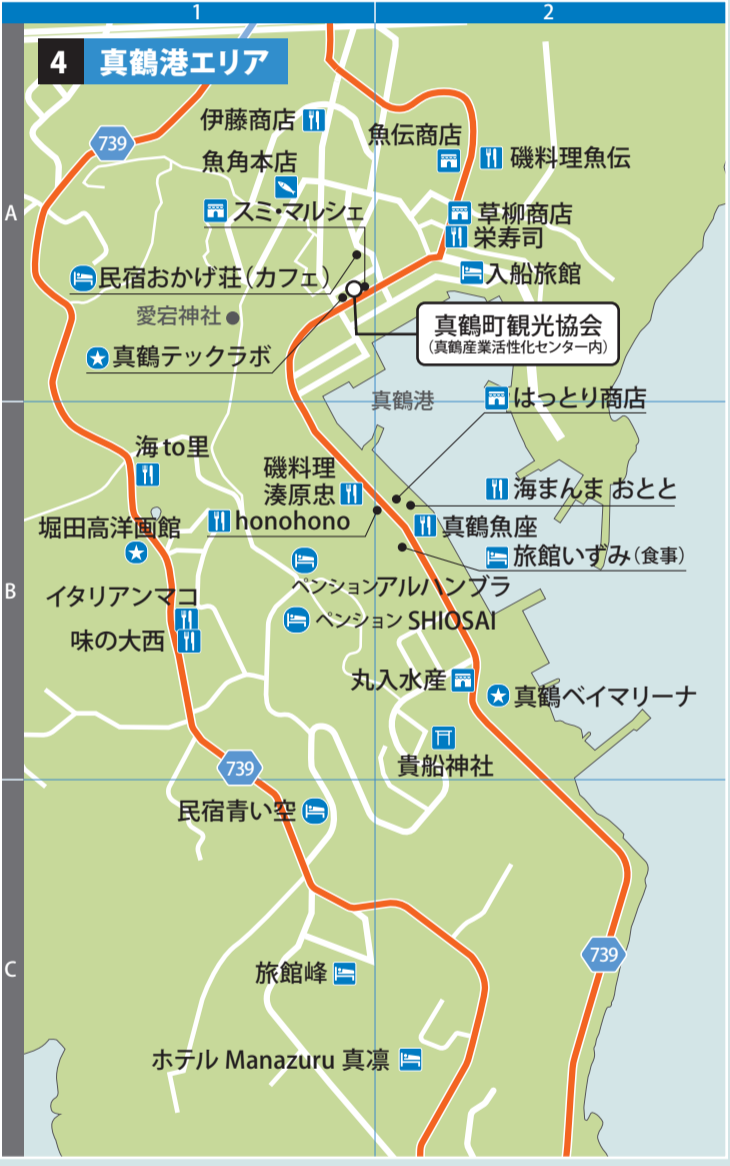 1
2
4 真鶴港エリア
A
739
伊藤商店
魚伝商店
磯料理魚伝
魚角本店
スミ・マルシェ
草柳商店
栄寿司
民宿おかげ荘(カフェ)
入船旅館
愛宕神社
真鶴町観光協会
(真鶴産業活性化センター内)
真鶴テックラボ
真鶴港
はっとり商店
海to里
磯料理
湊原忠
海まんま おとと
honohono
真鶴魚座
堀田高洋画館
旅館いずみ(食事)
B
ペンションアルハンブラ
イタリアンマコ
ペンション SHIOSAI
味の大西
丸入水産
真鶴ベイマリーナ
貴船神社
739
民宿青い空
739
C
旅館峰
ホテル Manazuru 真凛